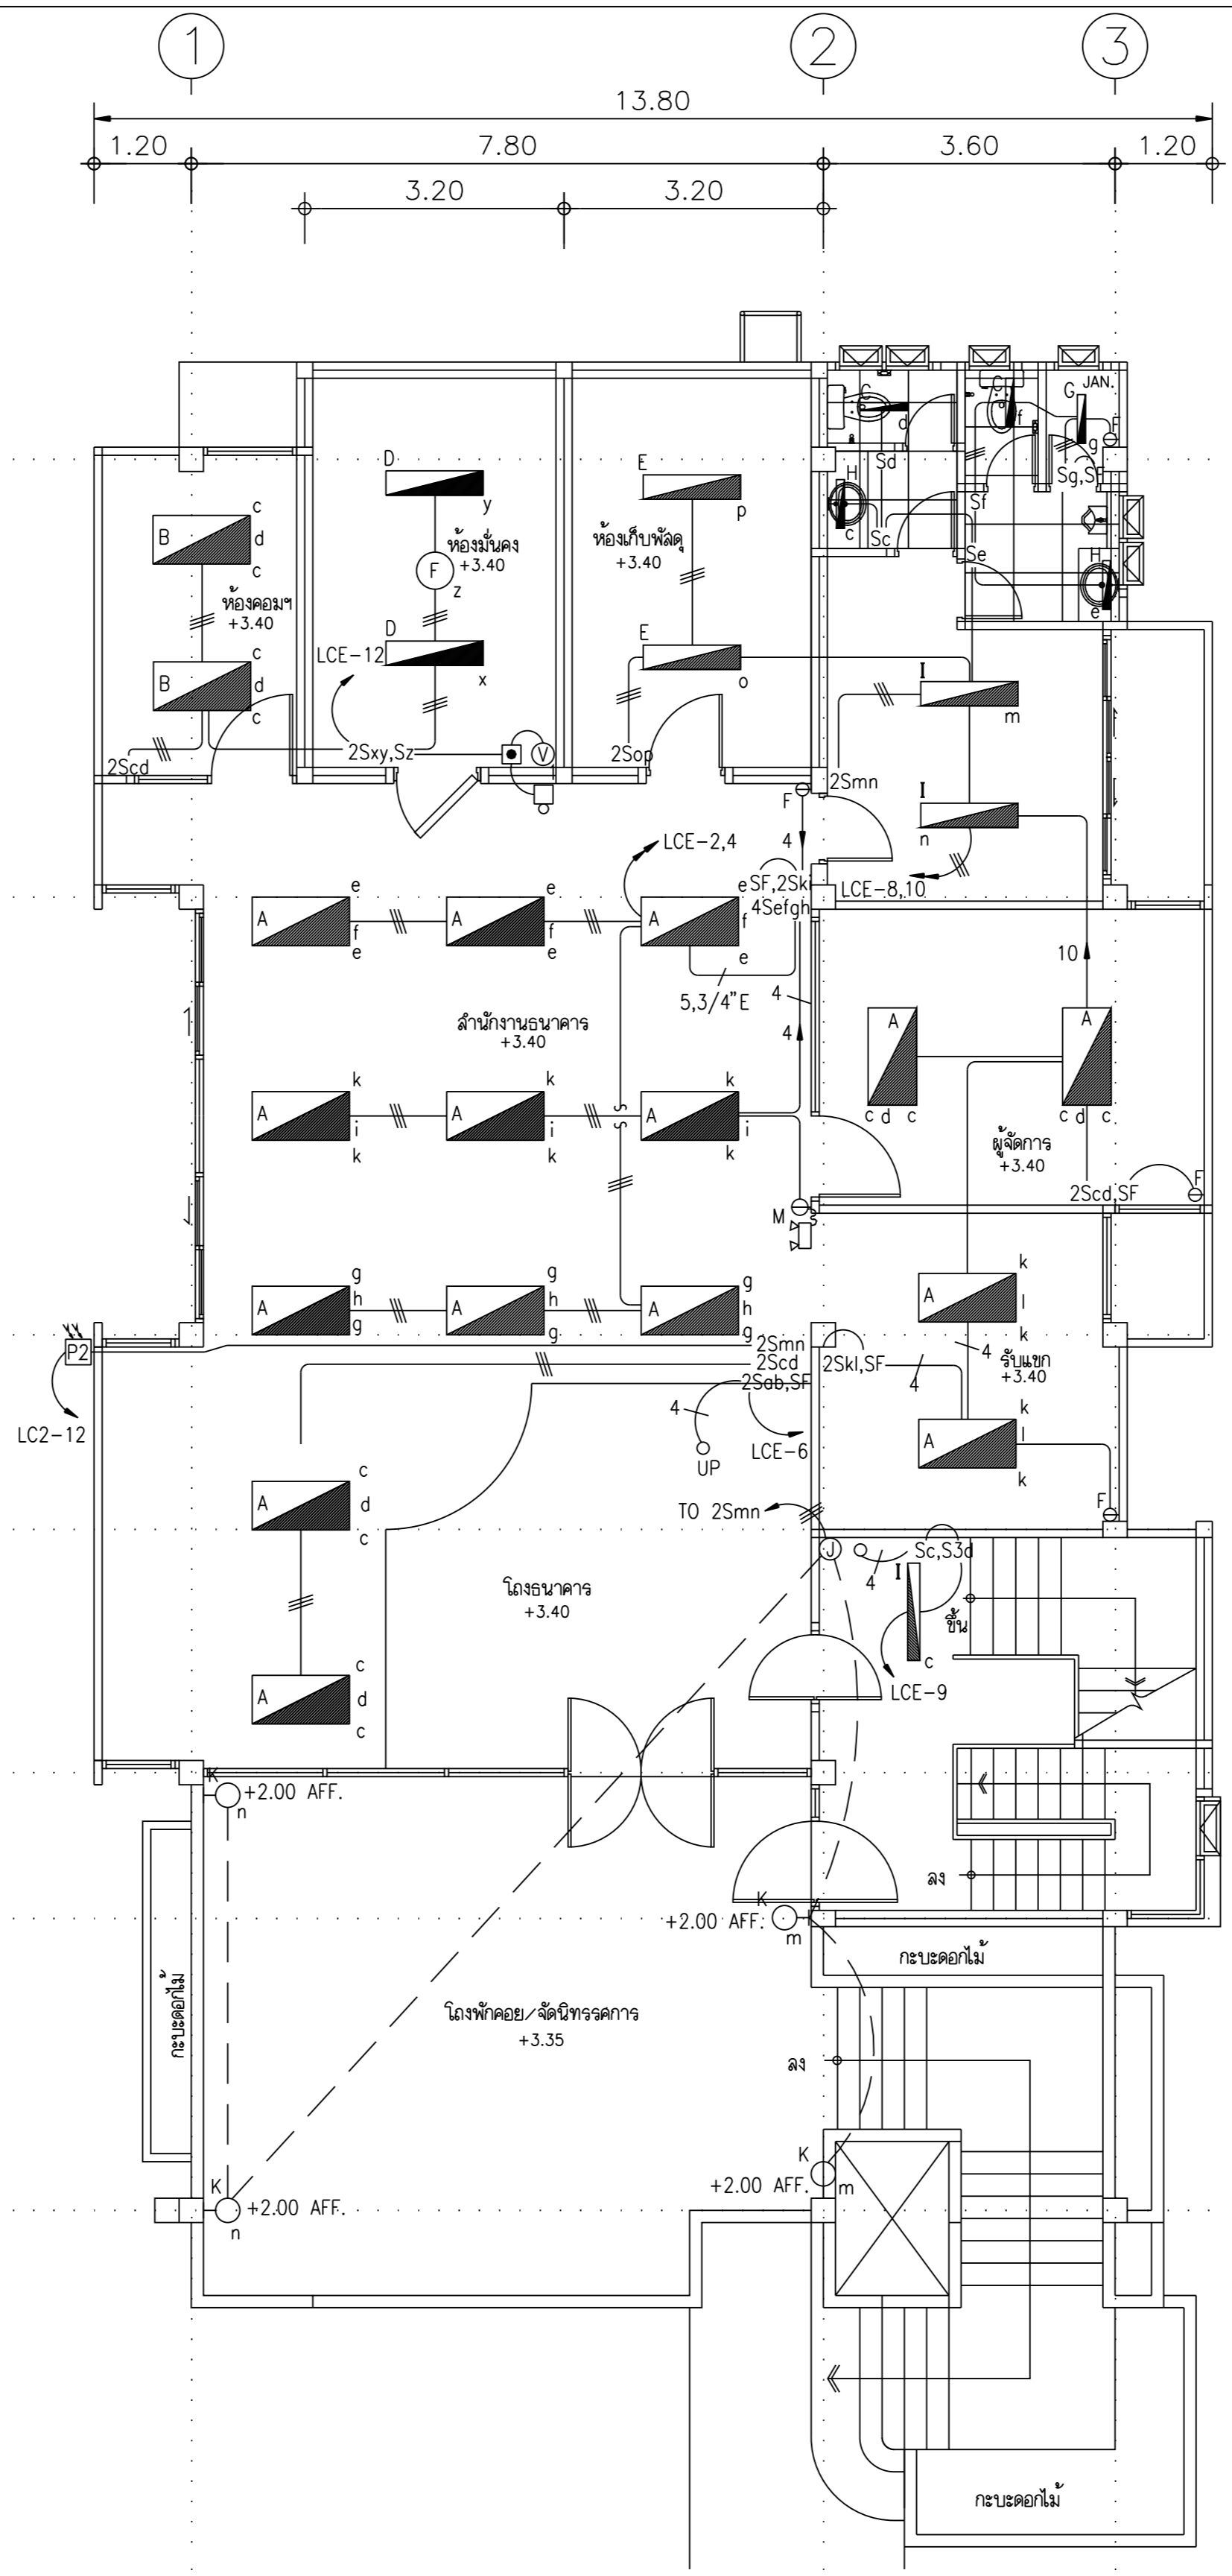 1 2 3
13.80
1.20 7.80 3.60 1.20
3.20 3.20
C d C f G JAN. F g
Sd Sg,SF
H c Sc Sf Se H e
D y
E p
B c d c
F z
ห้องมั่นคง
+3.40
ห้องเก็บพัสดุ
+3.40
ห้องคอมฯ
+3.40
D x
LCE-12
E o
B c d c
I m
2Scd
2Sxy,Sz
V
2Sop
2Smn
F
4
I n
LCE-2,4
SF,2Ski
4Sefgh
LCE-8,10
A e f e
A e f e
A e f e
5,3/4"E
4
4
10
สำนักงานธนาคาร
+3.40
A c d c
A c d c
ผู้จัดการ
+3.40
2Scd,SF
F
A k i k
A k i k
A k i k
M
A g h g
A g h g
A g h g
A k l k
4
รับแขก
+3.40
P2
LC2-12
2Smn
2Scd
2Sab,SF
2Skl,SF
4
4
UP
LCE-6
A k l k
F
A c d c
TO 2Smn
J
4
Sc,S3d
I c
ขึ้น
LCE-9
โถงธนาคาร
+3.40
A c d c
K n +2.00 AFF.
ลง
K m +2.00 AFF.
กะบะดอกไม้
กะบะดอกไม้
โถงพักคอย/จัดนิทรรศการ
+3.35
ลง
K m +2.00 AFF.
K n +2.00 AFF.
กะบะดอกไม้